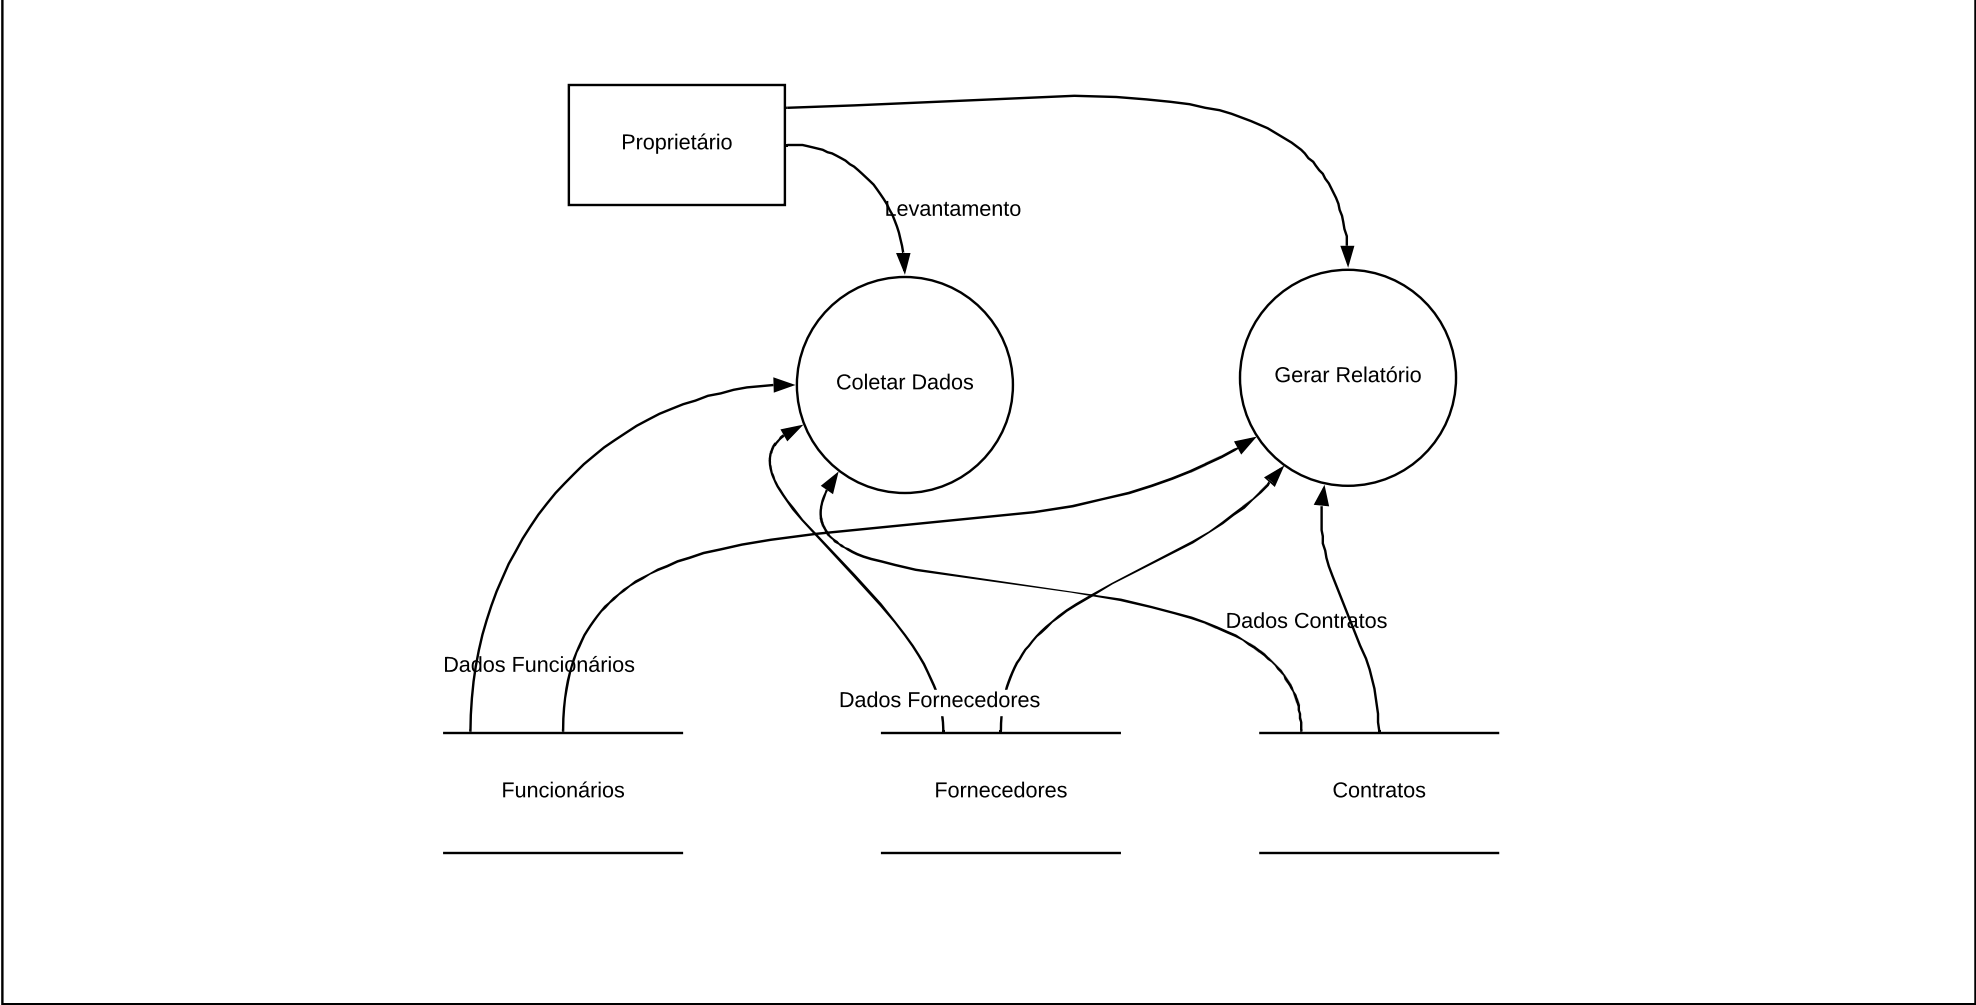 Proprietário
Levantamento
Coletar Dados
Gerar Relatório
Dados Contratos
Dados Funcionários
Dados Fornecedores
Funcionários
Fornecedores
Contratos